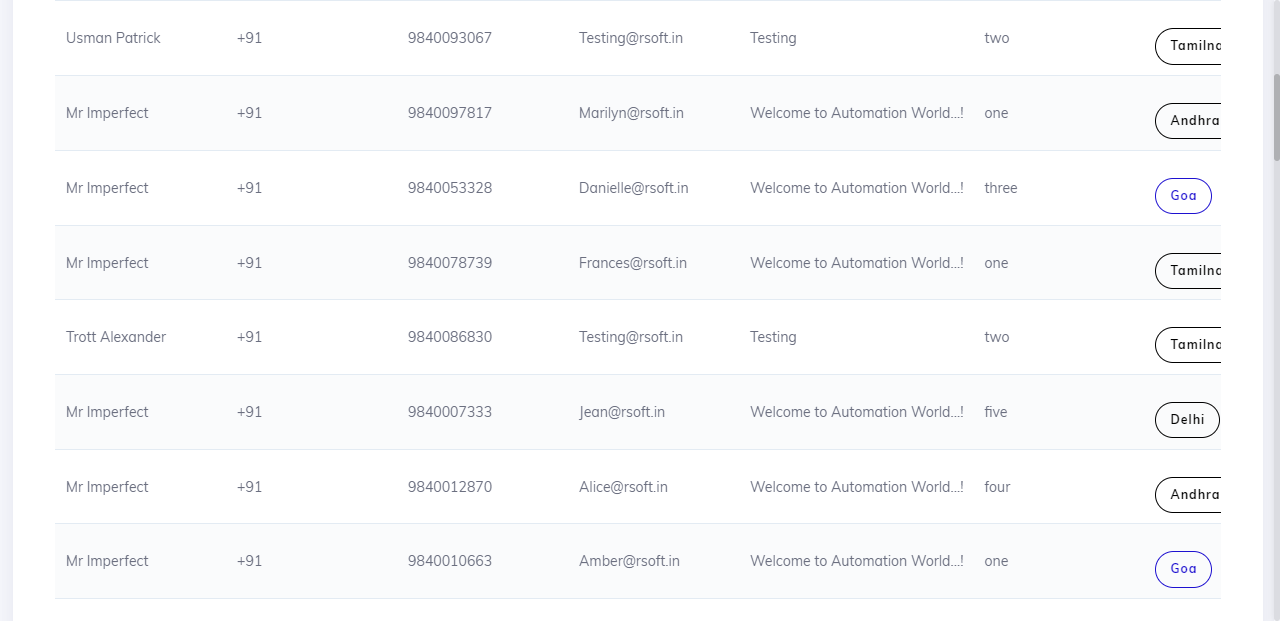 Usman Patrick +91 9840093067 Testing@rsoft.in Testing two Tamilna
Mr Imperfect +91 9840097817 Marilyn@rsoft.in Welcome to Automation World...! one Andhra
Mr Imperfect +91 9840053328 Danielle@rsoft.in Welcome to Automation World...! three Goa
Mr Imperfect +91 9840078739 Frances@rsoft.in Welcome to Automation World...! one Tamilna
Trott Alexander +91 9840086830 Testing@rsoft.in Testing two Tamilna
Mr Imperfect +91 9840007333 Jean@rsoft.in Welcome to Automation World...! five Delhi
Mr Imperfect +91 9840012870 Alice@rsoft.in Welcome to Automation World...! four Andhra
Mr Imperfect +91 9840010663 Amber@rsoft.in Welcome to Automation World...! one Goa